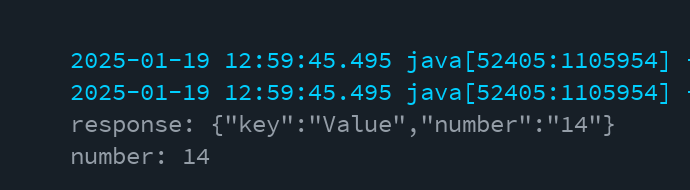 2025-01-19 12:59:45.495 java[52405:1105954] -
2025-01-19 12:59:45.495 java[52405:1105954] -
response: {"key":"Value","number":"14"}
number: 14